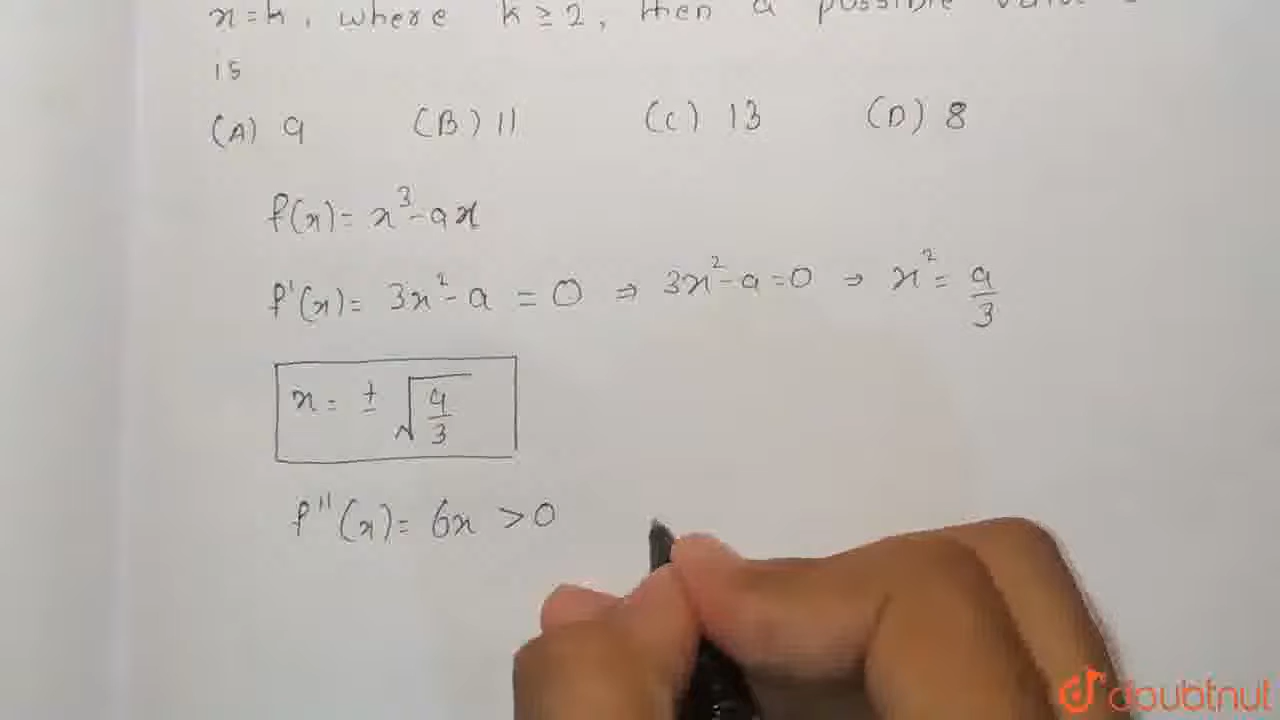 x=k, where k ≥ 2, then a possible
is
(A) 9 (B) 11 (C) 13 (D) 8
f(x)= x³-ax
f'(x)= 3x²-a = 0 ⇒ 3x²-a=0 → x²= a/3
x= ± √(a/3)
f''(x)= 6x >0
doubtnut